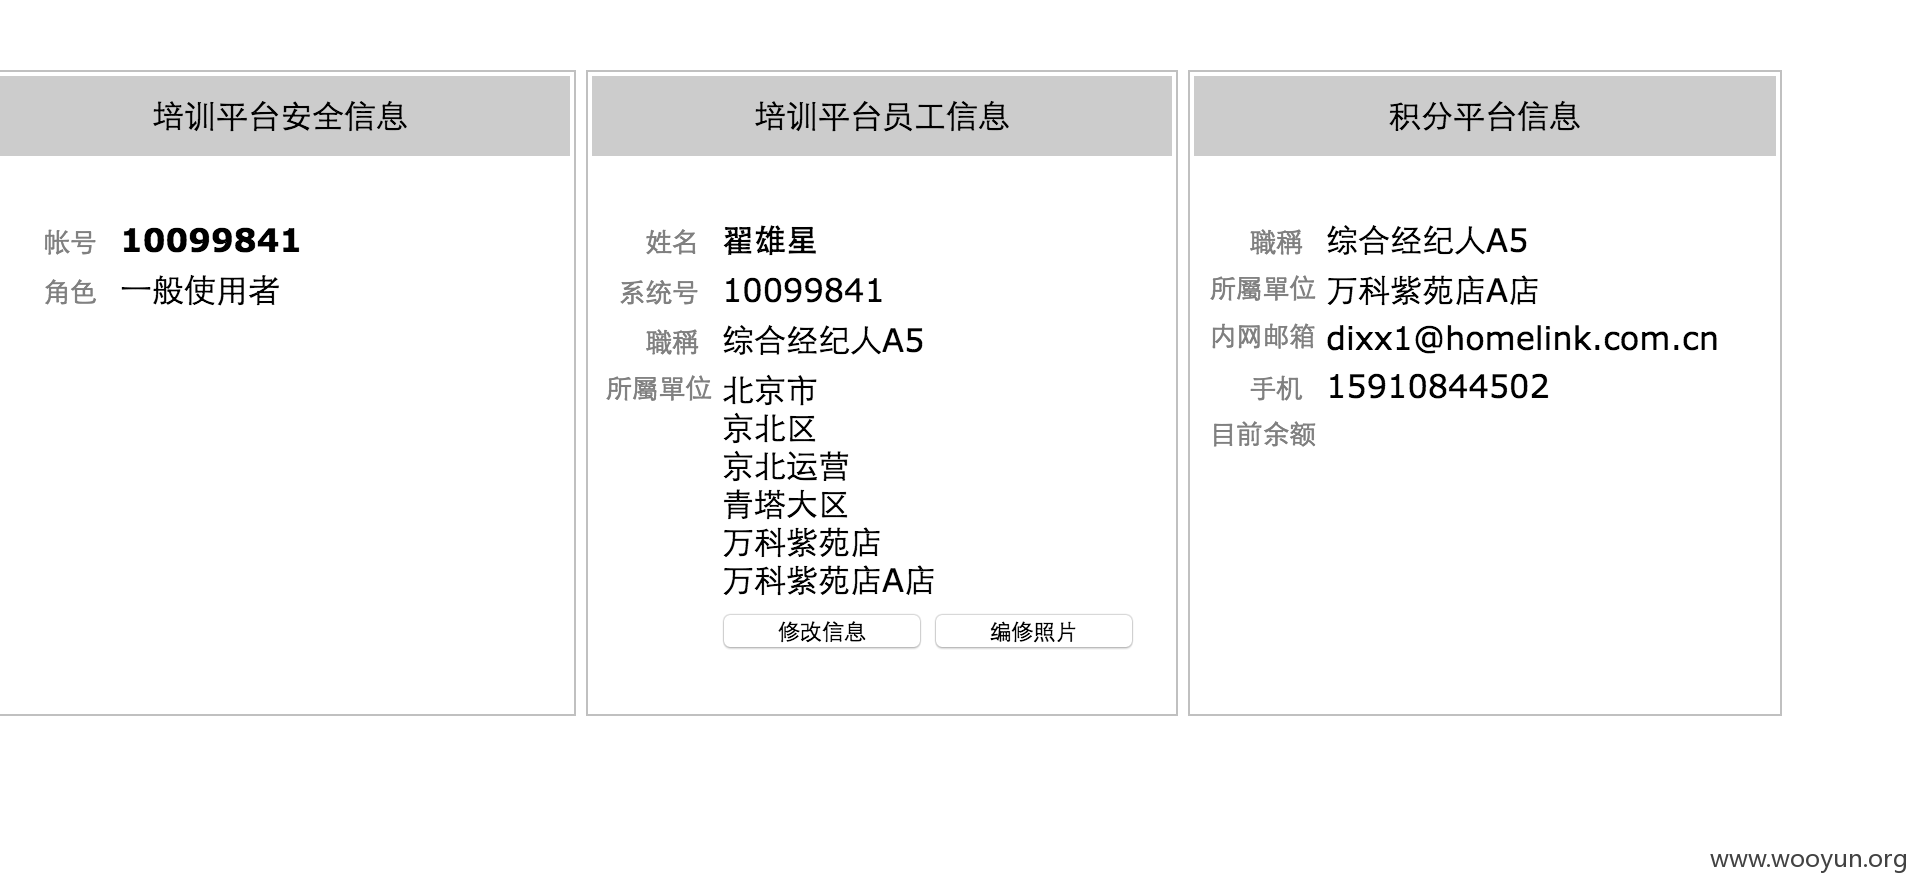 培训平台安全信息
帐号 10099841
角色 一般使用者
培训平台员工信息
姓名 翟雄星
系统号 10099841
職稱 综合经纪人A5
所屬單位 北京市
京北区
京北运营
青塔大区
万科紫苑店
万科紫苑店A店
修改信息 编修照片
积分平台信息
職稱 综合经纪人A5
所屬單位 万科紫苑店A店
内网邮箱 dixx1@homelink.com.cn
手机 15910844502
目前余额
www.wooyun.org